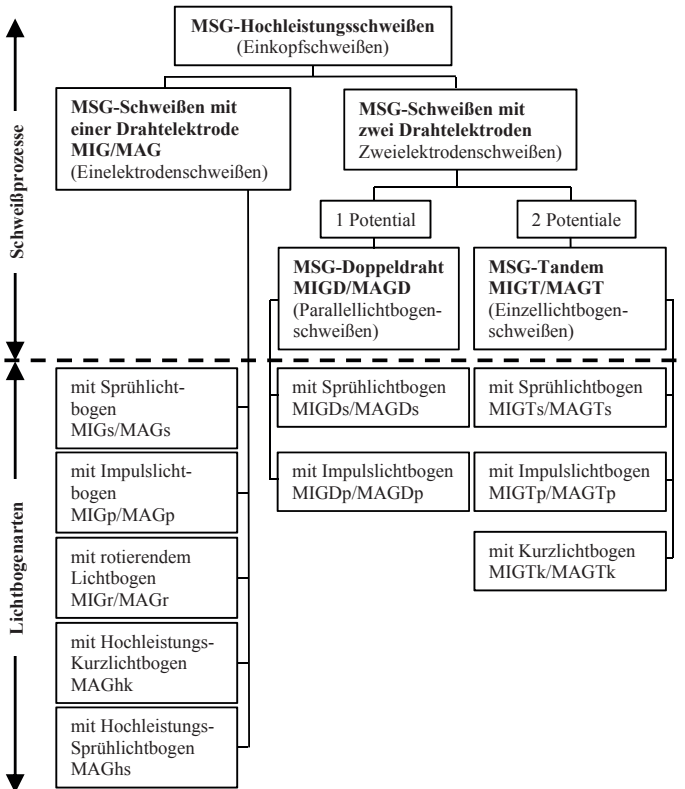 MSG-Hochleistungsschweißen
(Einkopfschweißen)
MSG-Schweißen mit
einer Drahtelektrode
MIG/MAG
(Einelektrodenschweißen)
MSG-Schweißen mit
zwei Drahtelektroden
Zweielektrodenschweißen)
1 Potential
2 Potentiale
MSG-Doppeldraht
MIGD/MAGD
(Parallellichtbogen-
schweißen)
MSG-Tandem
MIGT/MAGT
(Einzellichtbogen-
schweißen)
Schweißprozesse
Lichtbogenarten
mit Sprühlicht-
bogen
MIGs/MAGs
mit Impulslicht-
bogen
MIGp/MAGp
mit rotierendem
Lichtbogen
MIGr/MAGr
mit Hochleistungs-
Kurzlichtbogen
MAGhk
mit Hochleistungs-
Sprühlichtbogen
MAGhs
mit Sprühlichtbogen
MIGDs/MAGDs
mit Impulslichtbogen
MIGDp/MAGDp
mit Sprühlichtbogen
MIGTs/MAGTs
mit Impulslichtbogen
MIGTp/MAGTp
mit Kurzlichtbogen
MIGTk/MAGTk